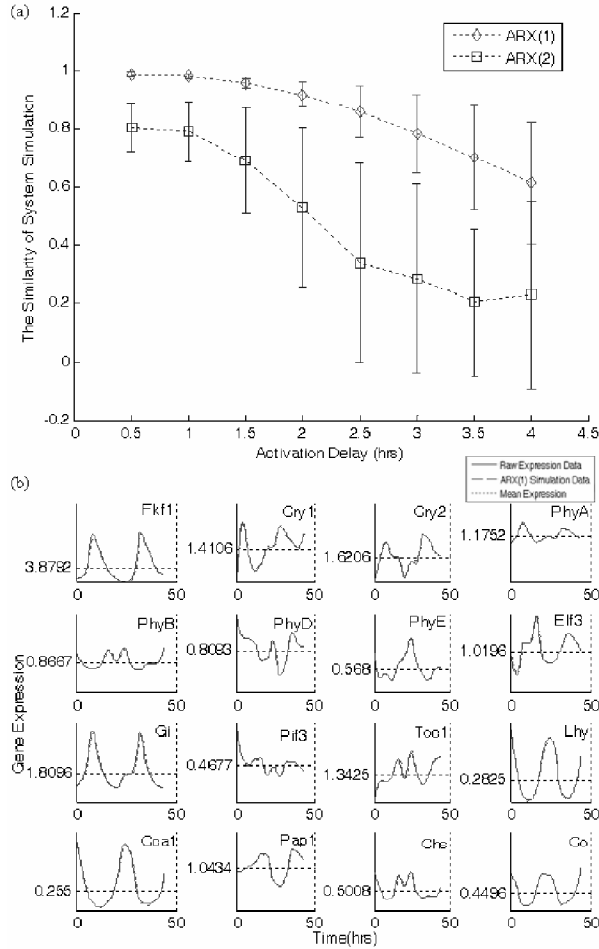 (a)
1.2
1
0.8
0.6
0.4
0.2
0
-0.2
The Similarity of System Simulation
ARX(1)
ARX(2)
0 0.5 1 1.5 2 2.5 3 3.5 4 4.5
Activation Delay (hrs)
Raw Expression Data
ARX(1) Simulation Data
Mean Expression
(b)
Gene Expression
Fkf1 Cry1 Cry2 PhyA
3.8792 1.4106 1.6206 1.1752
0 50 0 50 0 50 0 50
PhyB PhyD PhyE Elf3
0.8667 0.8093 0.568 1.0196
0 50 0 50 0 50 0 50
Gi Pif3 Toc1 Lhy
1.8096 0.4677 1.3425 0.2825
0 50 0 50 0 50 0 50
Cca1 Pap1 Chs Co
0.255 1.0434 0.5008 0.4496
0 50 0 50 0 50 0 50
Time(hrs)